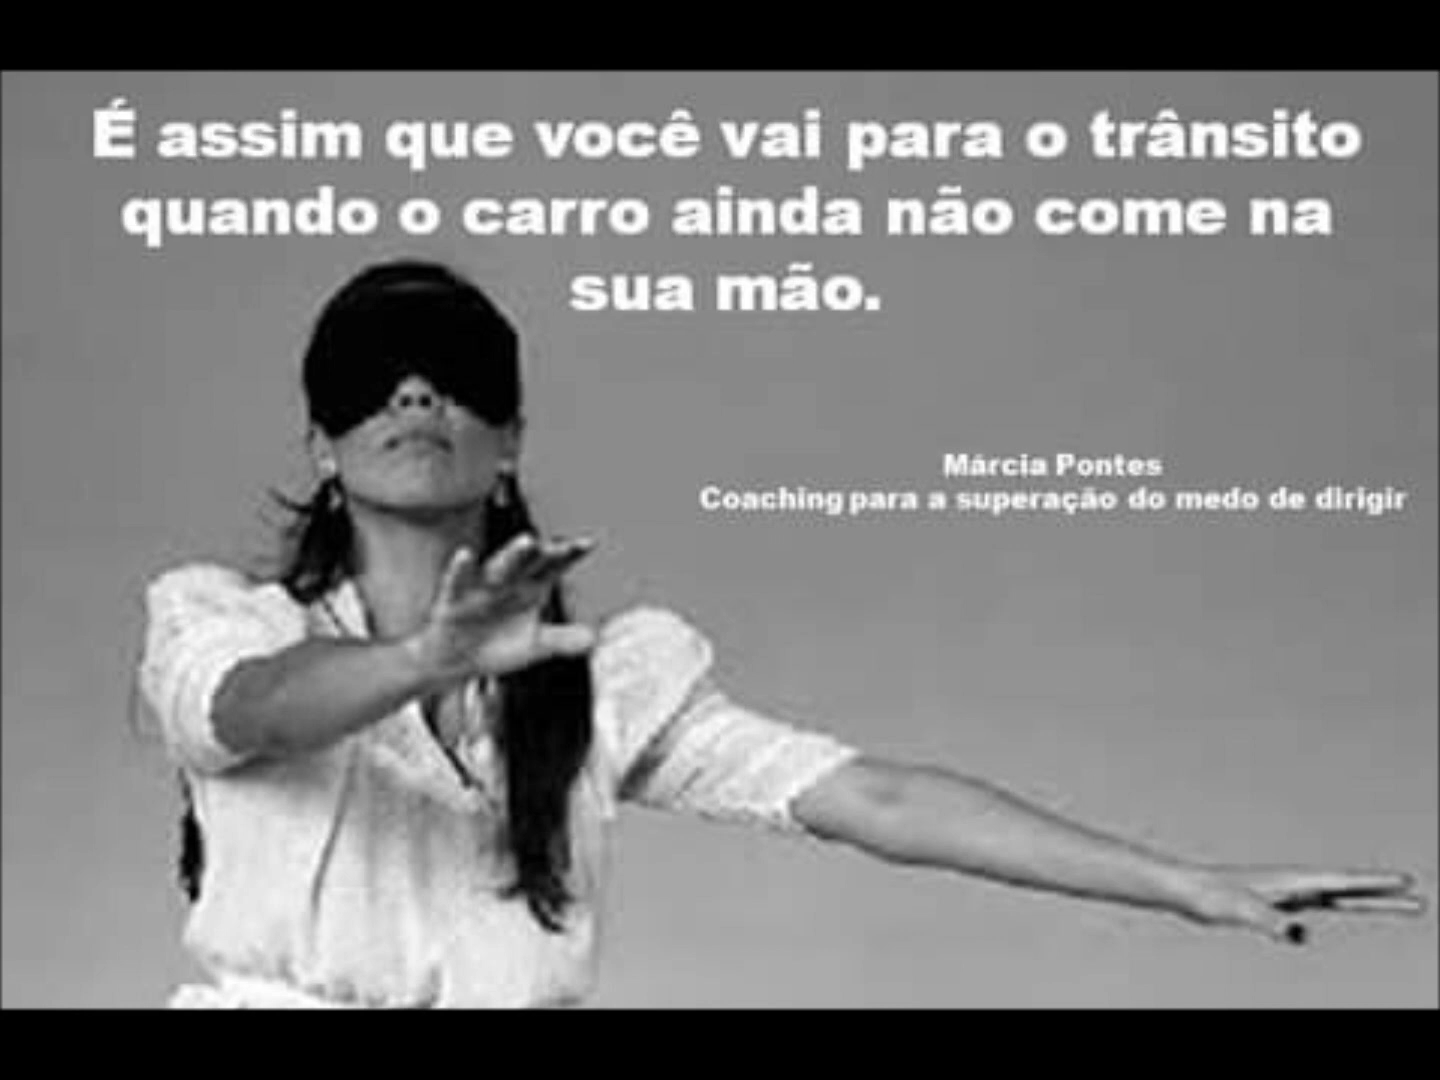 É assim que você vai para o trânsito
quando o carro ainda não come na
sua mão.
Márcia Pontes
Coaching para a superação do medo de dirigir